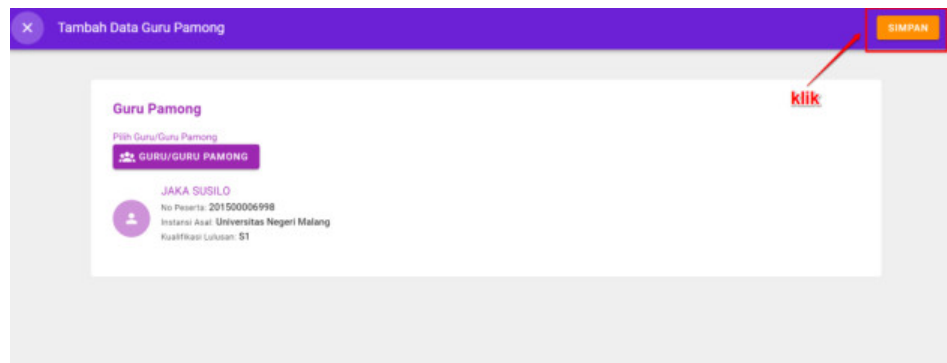 Tambah Data Guru Pamong
SIMPAN
klik
Guru Pamong
Pilih Guru/Guru Pamong
GURU/GURU PAMONG
JAKA SUSILO
No Peserta: 201500006998
Instansi Asal: Universitas Negeri Malang
Kualifikasi Lulusan: S1